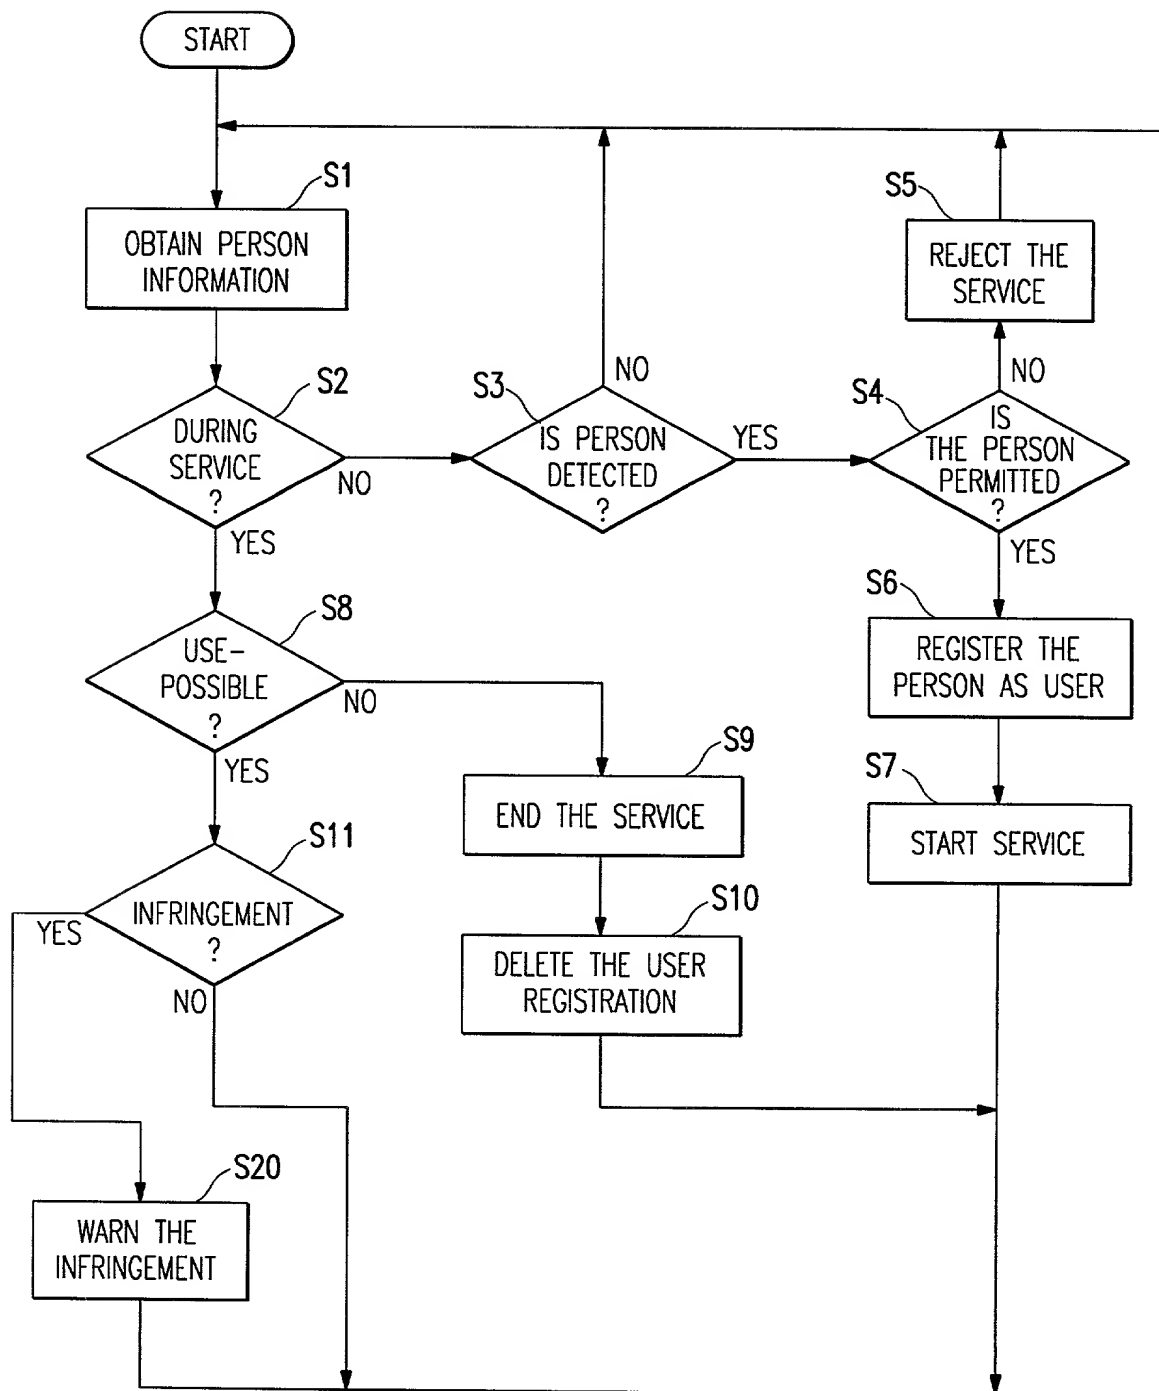 START
S1
OBTAIN PERSON
INFORMATION
S2
DURING
SERVICE
?
NO
YES
S3
IS PERSON
DETECTED
?
NO
YES
S4
IS
THE PERSON
PERMITTED
?
NO
YES
S5
REJECT THE
SERVICE
S6
REGISTER THE
PERSON AS USER
S7
START SERVICE
S8
USE-
POSSIBLE
?
NO
YES
S9
END THE SERVICE
S10
DELETE THE USER
REGISTRATION
S11
INFRINGEMENT
?
YES
NO
S20
WARN THE
INFRINGEMENT